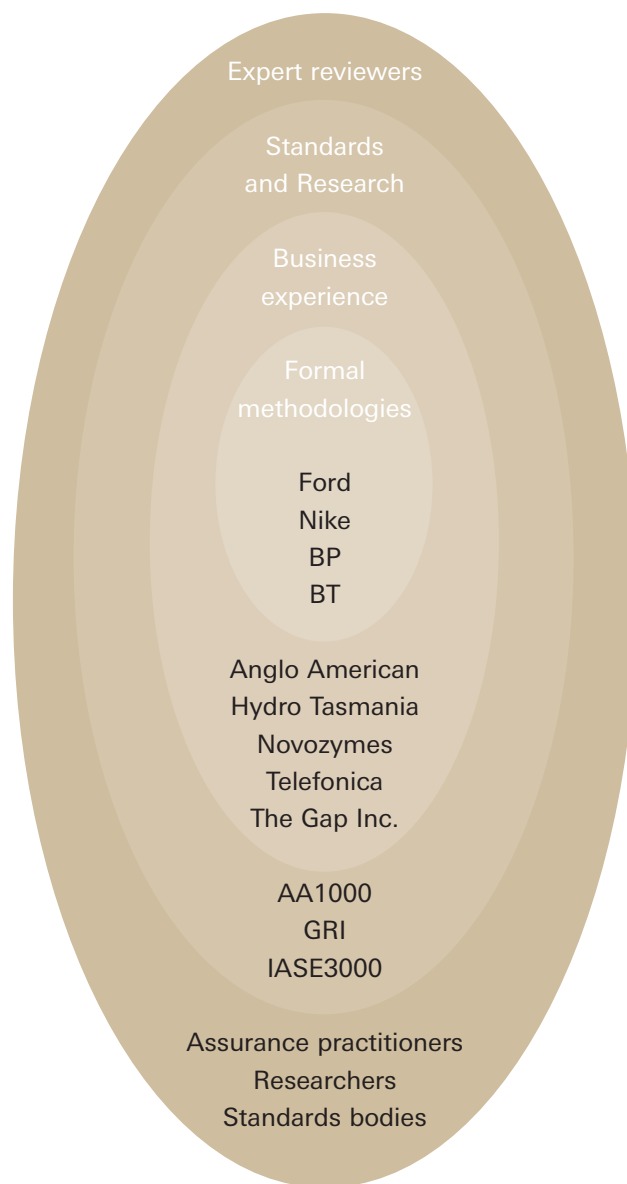 Expert reviewers
Standards
and Research
Business
experience
Formal
methodologies
Ford
Nike
BP
BT
Anglo American
Hydro Tasmania
Novozymes
Telefonica
The Gap Inc.
AA1000
GRI
IASE3000
Assurance practitioners
Researchers
Standards bodies